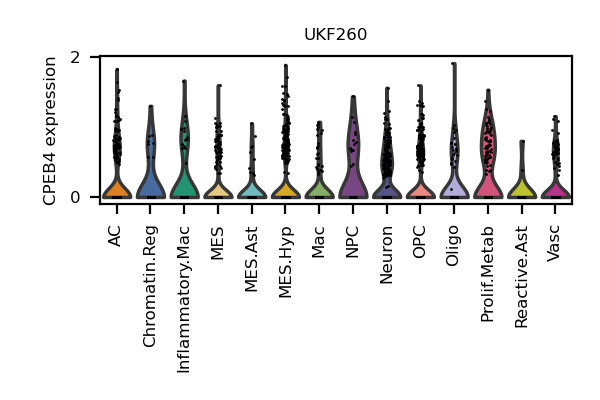 UKF260
CPEB4 expression
2
0
AC
Chromatin.Reg
Inflammatory.Mac
MES
MES.Ast
MES.Hyp
Mac
NPC
Neuron
OPC
Oligo
Prolif.Metab
Reactive.Ast
Vasc